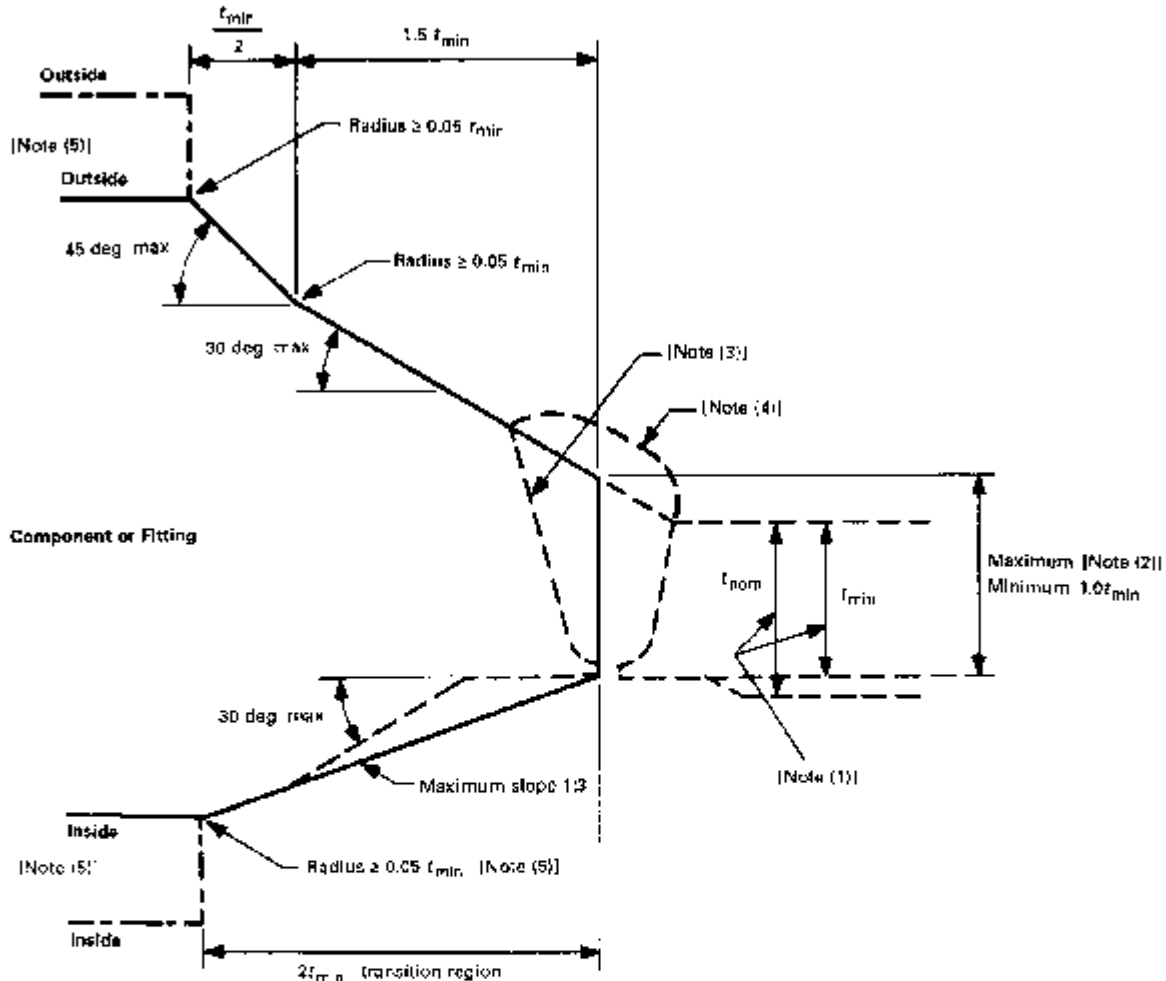 t_min
2
1.5 t_min
Outside
Radius ≥ 0.05 t_min
[Note (5)]
Outside
45 deg max
Radius ≥ 0.05 t_min
30 deg max
[Note (3)]
[Note (4)]
Component or Fitting
t_nom
t_min
Maximum [Note (2)]
Minimum 1.0t_min
30 deg max
Maximum slope 1:3
[Note (1)]
Inside
[Note (5)]
Radius ≥ 0.05 t_min, [Note (5)]
Inside
2t_min transition region